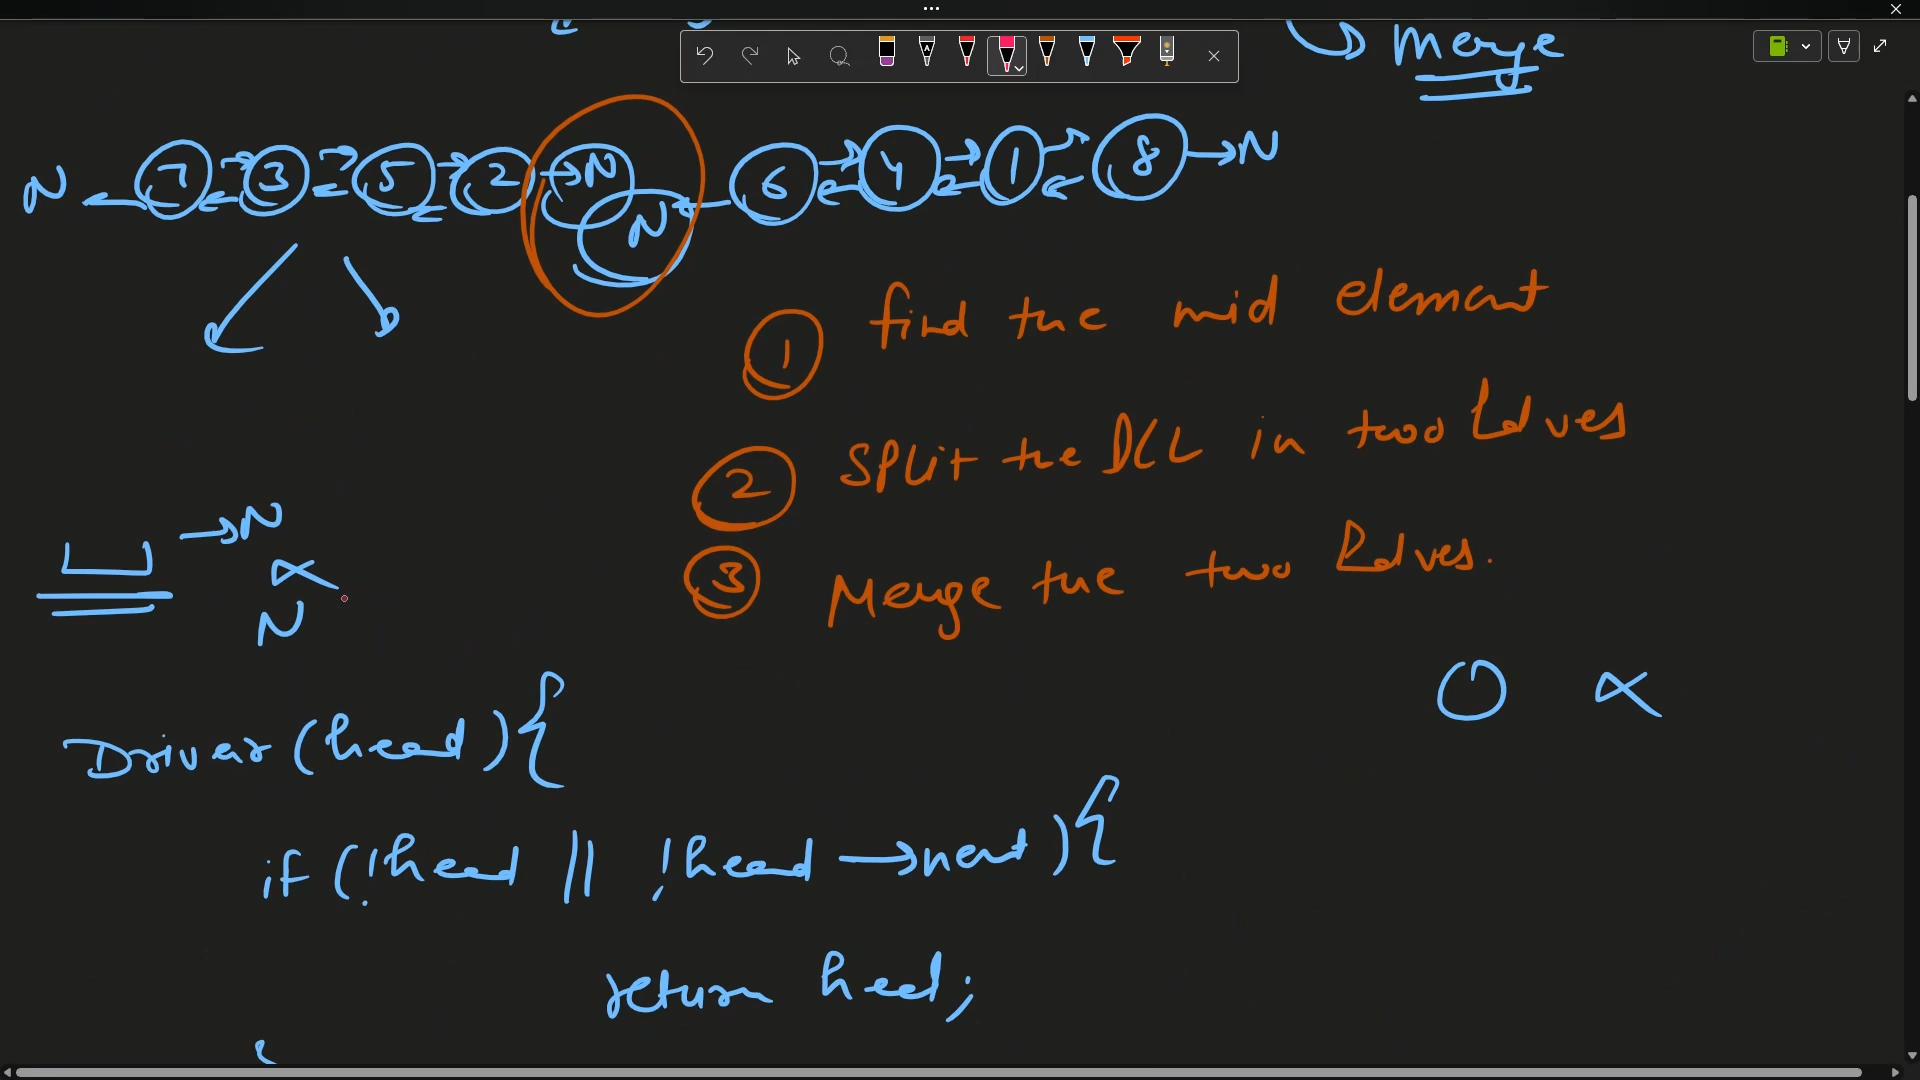 Merge
N 7 3 5 2 N 6 4 1 8 N
N
1 find the mid element
2 Split the DLL in two halves
3 Merge the two halves.
N
N
Driver (head) {
if (!head || !head → next) {
return head;
}